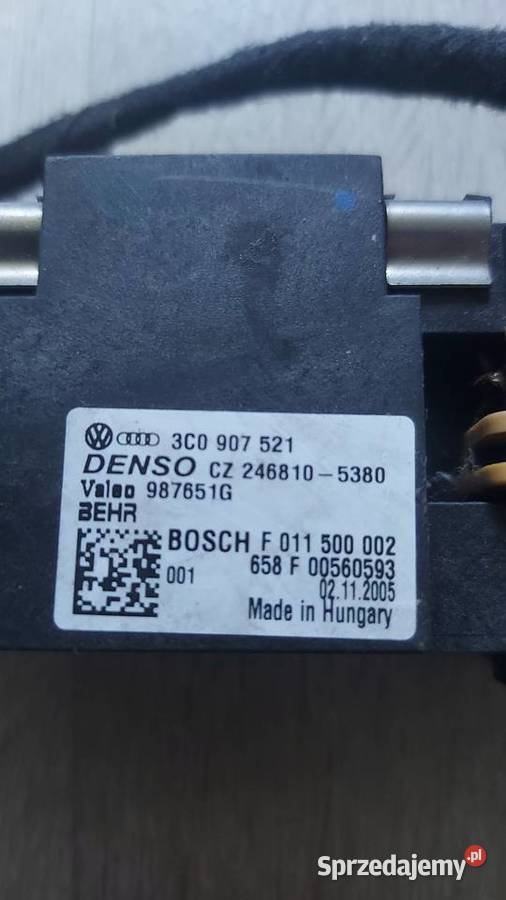 3C0 907 521
DENSO CZ 246810-5380
Valeo 987651G
BEHR
BOSCH F 011 500 002
001 658 F 00560593
02.11.2005
Made in Hungary
Sprzedajemy.pl